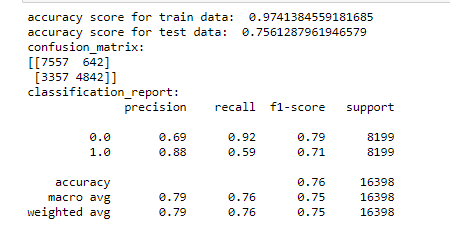 accuracy score for train data:  0.9741384559181685
accuracy score for test data:  0.7561287961946579
confusion_matrix:
[[7557  642]
 [3357 4842]]
classification_report:
              precision    recall  f1-score   support

         0.0       0.69      0.92      0.79      8199
         1.0       0.88      0.59      0.71      8199

    accuracy                           0.76     16398
   macro avg       0.79      0.76      0.75     16398
weighted avg       0.79      0.76      0.75     16398